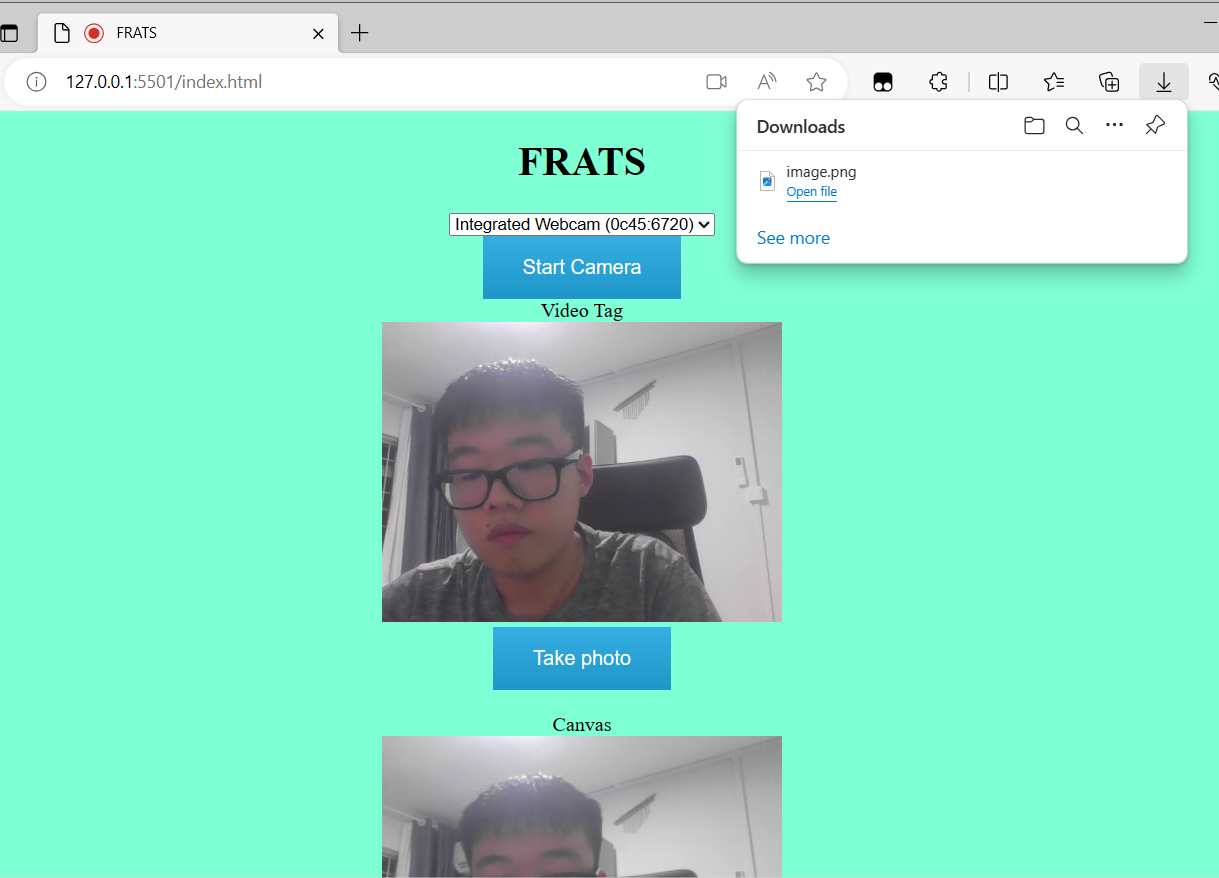 FRATS
127.0.0.1:5501/index.html
Downloads
image.png
Open file
See more
FRATS
Integrated Webcam (0c45:6720)
Start Camera
Video Tag
Take photo
Canvas